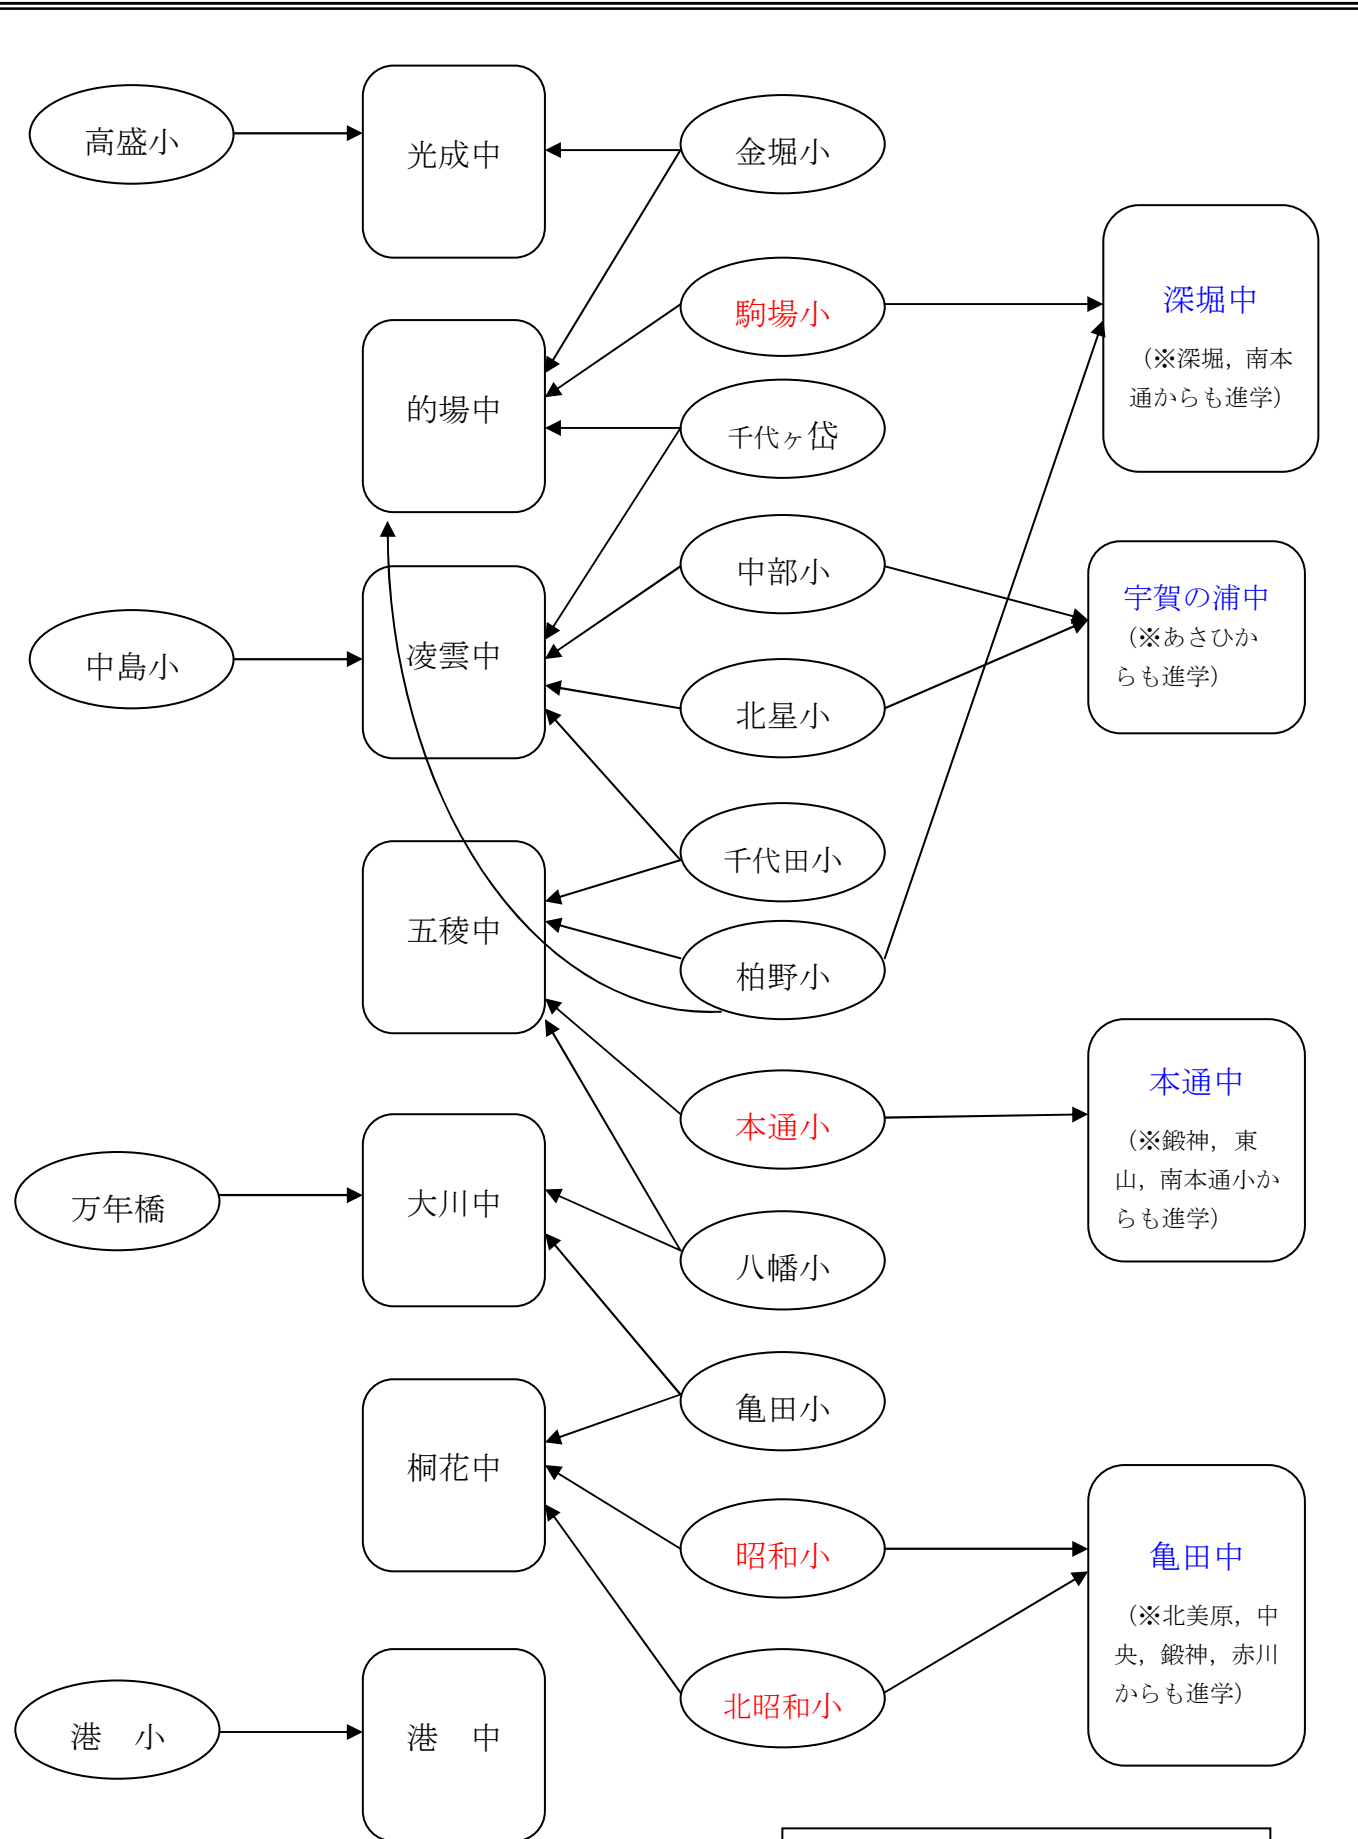 高盛小
光成中
金堀小
駒場小
深堀中
（※深堀，南本
通からも進学）
的場中
千代ヶ岱
中部小
宇賀の浦中
（※あさひか
らも進学）
中島小
凌雲中
北星小
千代田小
五稜中
柏野小
本通小
本通中
（※鍛神，東
山，南本通小か
らも進学）
万年橋
大川中
八幡小
亀田小
桐花中
昭和小
亀田中
（※北美原，中
央，鍛神，赤川
からも進学）
北昭和小
港　小
港　中